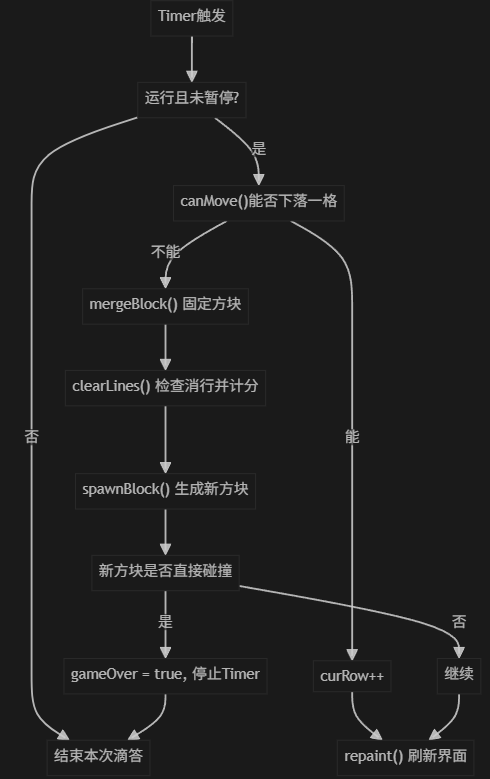 Timer触发
运行且未暂停?
是
canMove()能否下落一格
不能
mergeBlock() 固定方块
clearLines() 检查消行并计分
否
能
spawnBlock() 生成新方块
新方块是否直接碰撞
是
否
gameOver = true, 停止Timer
curRow++
继续
结束本次滴答
repaint() 刷新界面